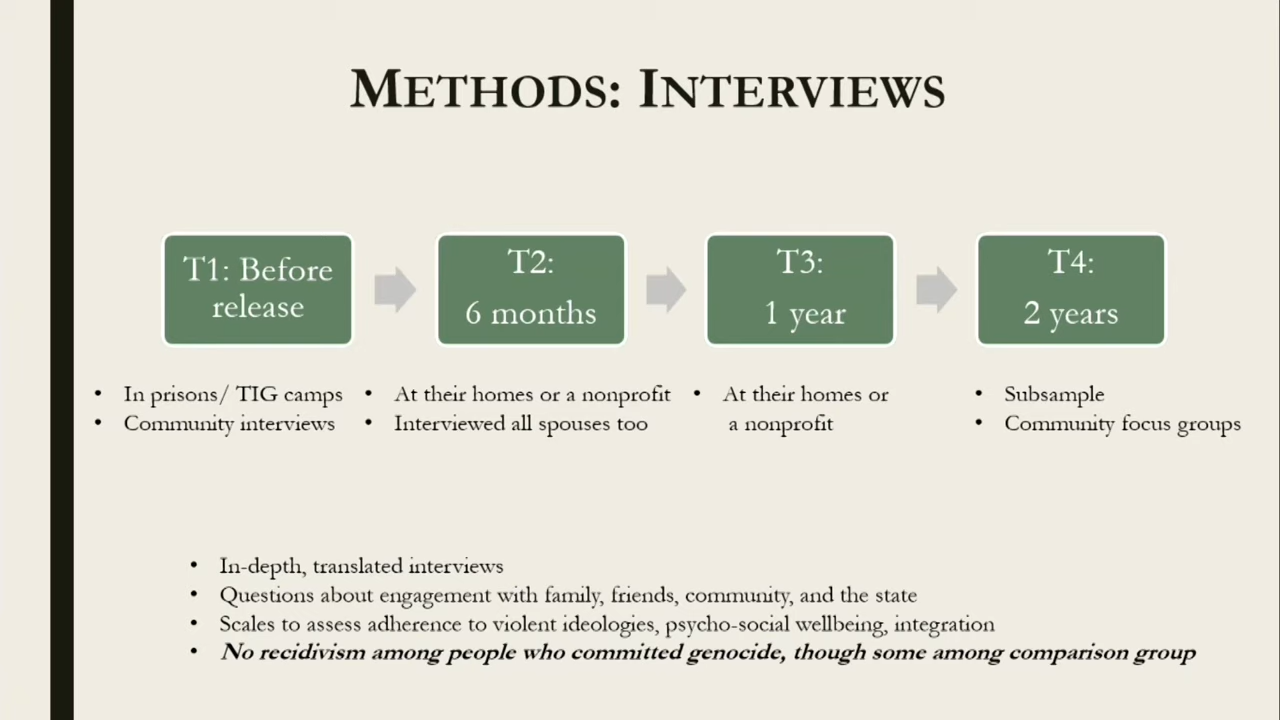 METHODS: INTERVIEWS
T1: Before
release
T2:
6 months
T3:
1 year
T4:
2 years
• In prisons/ TIG camps
• Community interviews
• At their homes or a nonprofit
• Interviewed all spouses too
• At their homes or
a nonprofit
• Subsample
• Community focus groups
• In-depth, translated interviews
• Questions about engagement with family, friends, community, and the state
• Scales to assess adherence to violent ideologies, psycho-social wellbeing, integration
• No recidivism among people who committed genocide, though some among comparison group